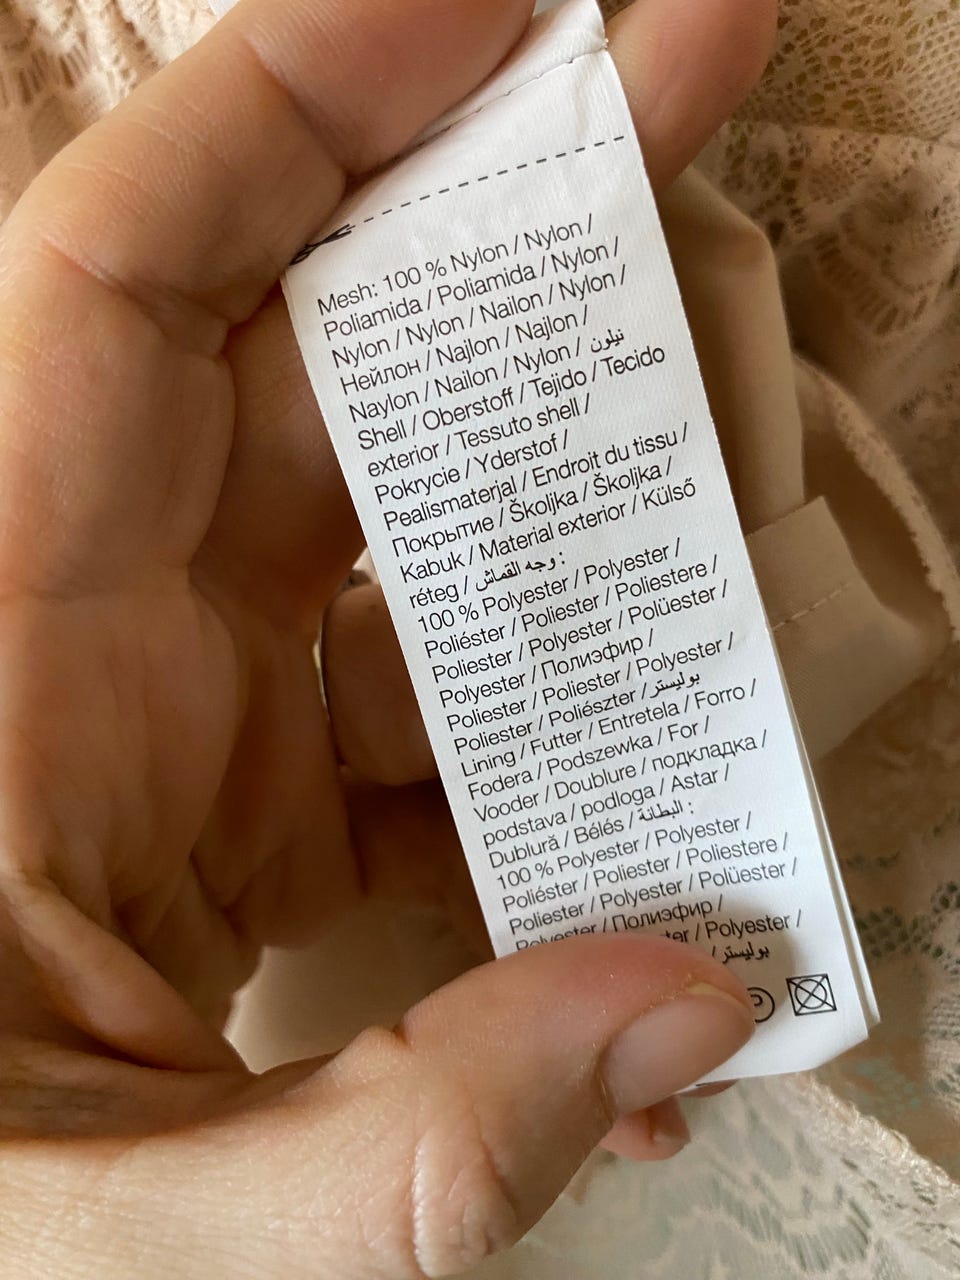 Mesh: 100 % Nylon / Nylon /
Poliamida / Poliamida / Nylon /
Nylon / Nylon / Nailon / Nylon /
Нейлон / Najlon / Najlon /
Naylon / Nailon / Nylon / نيلون
Shell / Oberstoff / Tejido / Tecido
exterior / Tessuto shell /
Pokrycie / Yderstof /
Pealismaterjal / Endroit du tissu /
Покрытие / Školjka / Školjka /
Kabuk / Material exterior / Külső
réteg / وجه القماش :
100 % Polyester / Polyester /
Poliéster / Poliester / Poliestere /
Poliester / Polyester / Polüester /
Polyester / Полиэфир /
Poliester / Poliester / Polyester /
Poliester / Poliészter / بوليستر
Lining / Futter / Entretela / Forro /
Fodera / Podszewka / For /
Vooder / Doublure / подкладка /
podstava / podloga / Astar /
Dublură / Bélés / البطانة :
100 % Polyester / Polyester /
Poliéster / Poliester / Poliestere /
Poliester / Polyester / Polüester /
Polyester / Полиэфир /
/ Polyester /
/ بوليستر
P